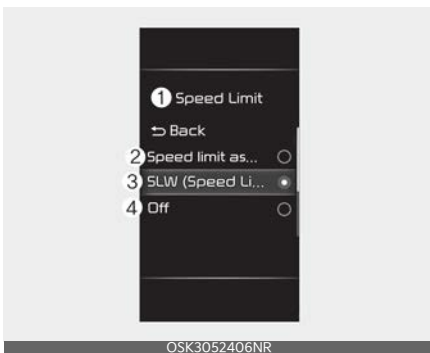 1 Speed Limit
Back
2 Speed limit as...
3 SLW (Speed Li...
4 Off
OSK3052406NR